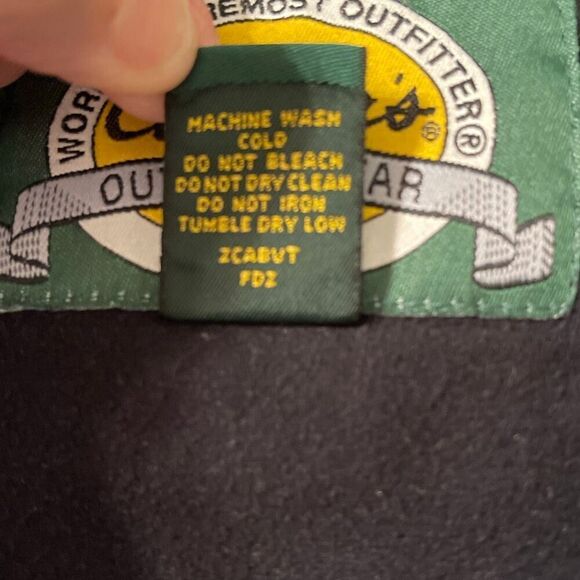 WOR
REMOST OUTFITTER®
'S®
OUT
AR
MACHINE WASH
COLD
DO NOT BLEACH
DO NOT DRY CLEAN
DO NOT IRON
TUMBLE DRY LOW
ZCABUT
FDZ